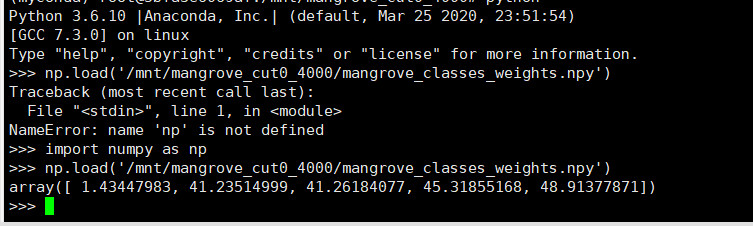 Python 3.6.10 |Anaconda, Inc.| (default, Mar 25 2020, 23:51:54)
[GCC 7.3.0] on linux
Type "help", "copyright", "credits" or "license" for more information.
>>> np.load('/mnt/mangrove_cut0_4000/mangrove_classes_weights.npy')
Traceback (most recent call last):
  File "<stdin>", line 1, in <module>
NameError: name 'np' is not defined
>>> import numpy as np
>>> np.load('/mnt/mangrove_cut0_4000/mangrove_classes_weights.npy')
array([ 1.43447983, 41.23514999, 41.26184077, 45.31855168, 48.91377871])
>>>